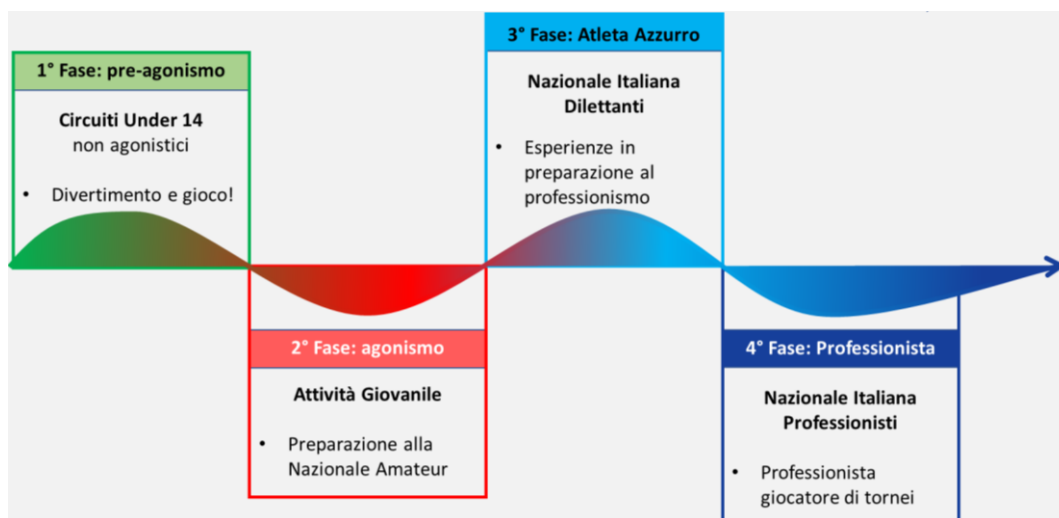 1° Fase: pre-agonismo
Circuiti Under 14
non agonistici
• Divertimento e gioco!
2° Fase: agonismo
Attività Giovanile
• Preparazione alla
Nazionale Amateur
3° Fase: Atleta Azzurro
Nazionale Italiana
Dilettanti
• Esperienze in
preparazione al
professionismo
4° Fase: Professionista
Nazionale Italiana
Professionisti
• Professionista
giocatore di tornei